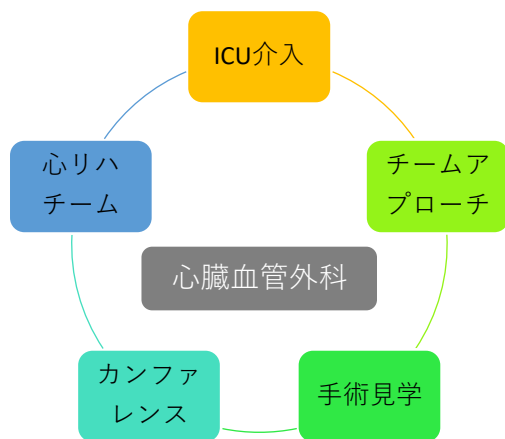 ICU介入
心リハ
チーム
チームア
プローチ
心臓血管外科
カンファ
レンス
手術見学